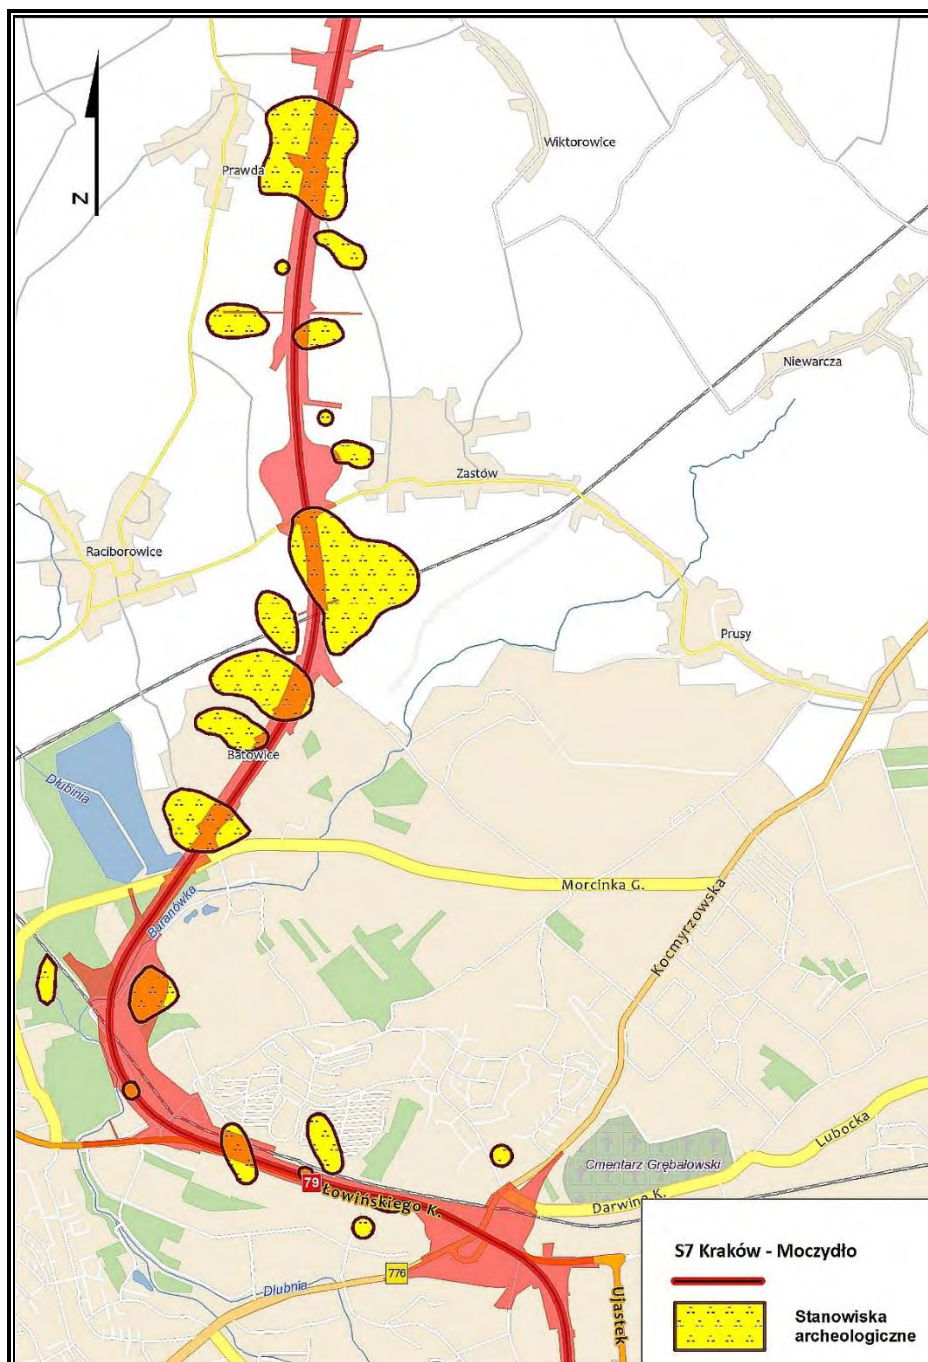 Wiktorowice
Prawda
Z
Niewarcza
Zastów
Raciborowice
Prusy
Batowice
Dłubinia
Morcinka G.
Kocmyrzowska
Baranówka
Lubocka
Cmentarz Grębałowski
79
Łowińskiego K.
Darwina K.
S7 Kraków - Moczydło
776
Dłubnia
Ujastek
Stanowiska
archeologiczne